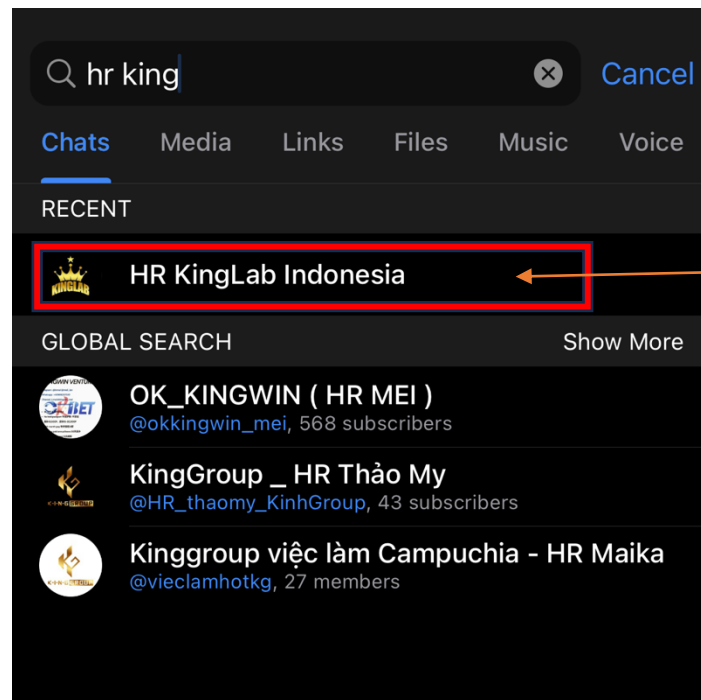 hr king
Cancel
Chats Media Links Files Music Voice
RECENT
KINGLAB
HR KingLab Indonesia
GLOBAL SEARCH Show More
OKBET
OK_KINGWIN ( HR MEI )
@okkingwin_mei, 568 subscribers
KingGroup _ HR Thảo My
@HR_thaomy_KinhGroup, 43 subscribers
Kinggroup việc làm Campuchia - HR Maika
@vieclamhotkg, 27 members